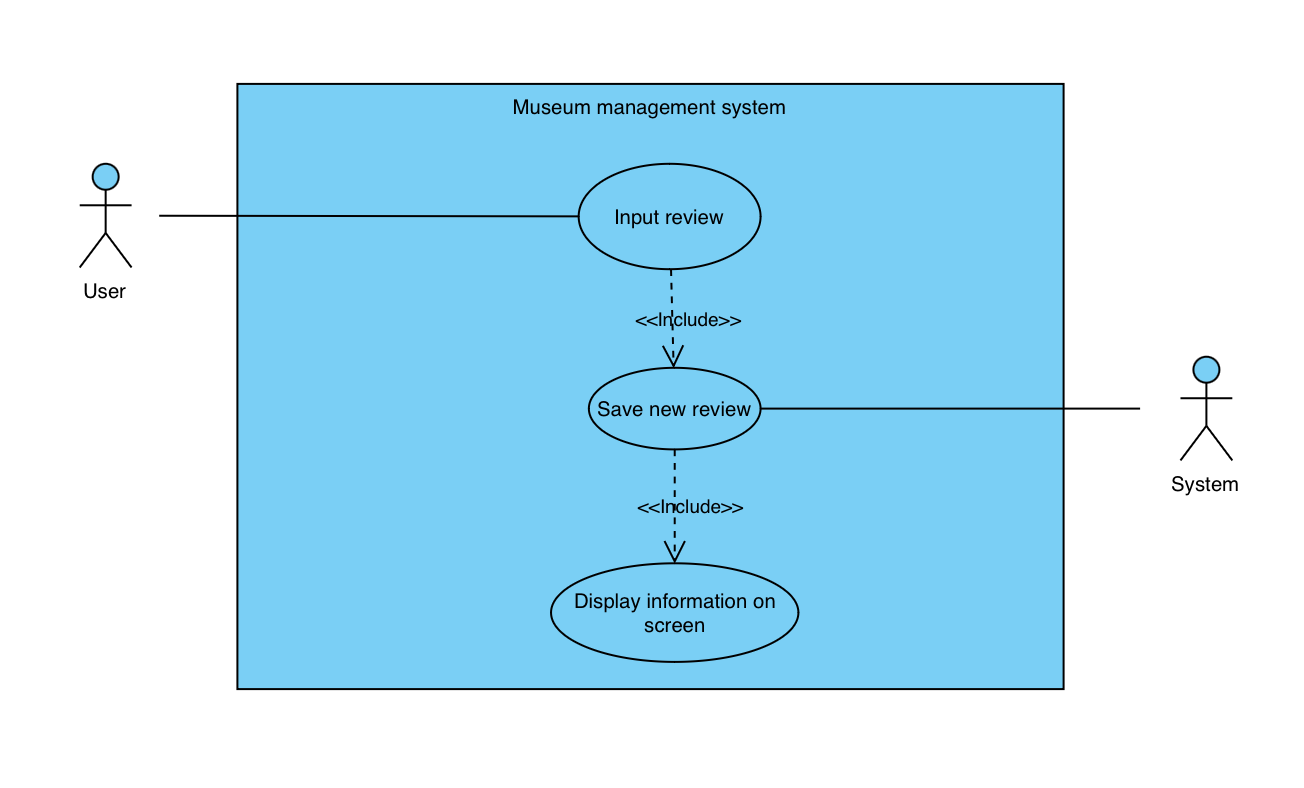 Museum management system
Input review
User
<<Include>>
Save new review
System
<<Include>>
Display information on
screen